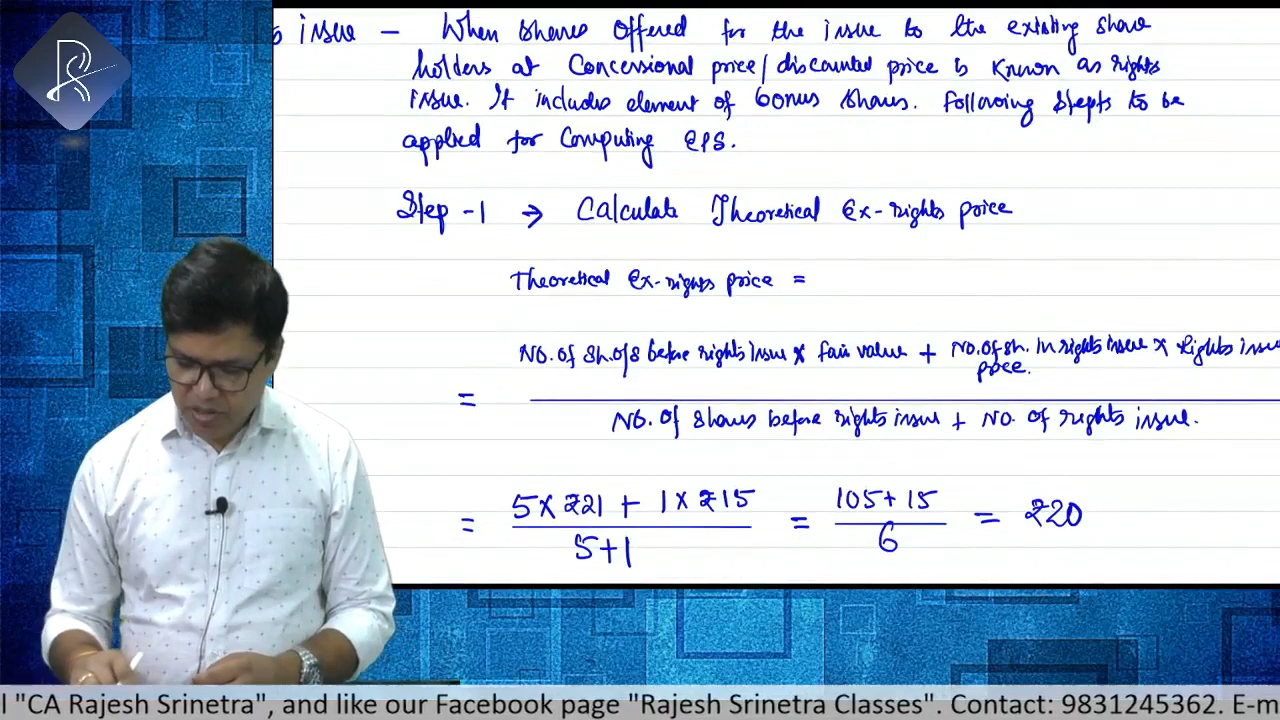 s issue — When shares offered for the issue to the existing share
holders at Concessional price/discounted price is known as rights
issue. It includes element of bonus shares. Following Stepts to be
applied for Computing EPS.
Step -1 → Calculate Theoretical Ex-rights price
Theoretical Ex-rights price =
No. of Sh. o/s before rights issue x fair value + No. of sh. in rights issue x Rights issue
price.
=
No. of shares before rights issue + No. of rights issue.
= 5x₹21 + 1x₹15 = 105+15 = ₹20
5+1 6
l "CA Rajesh Srinetra", and like our Facebook page "Rajesh Srinetra Classes". Contact: 9831245362. E-m